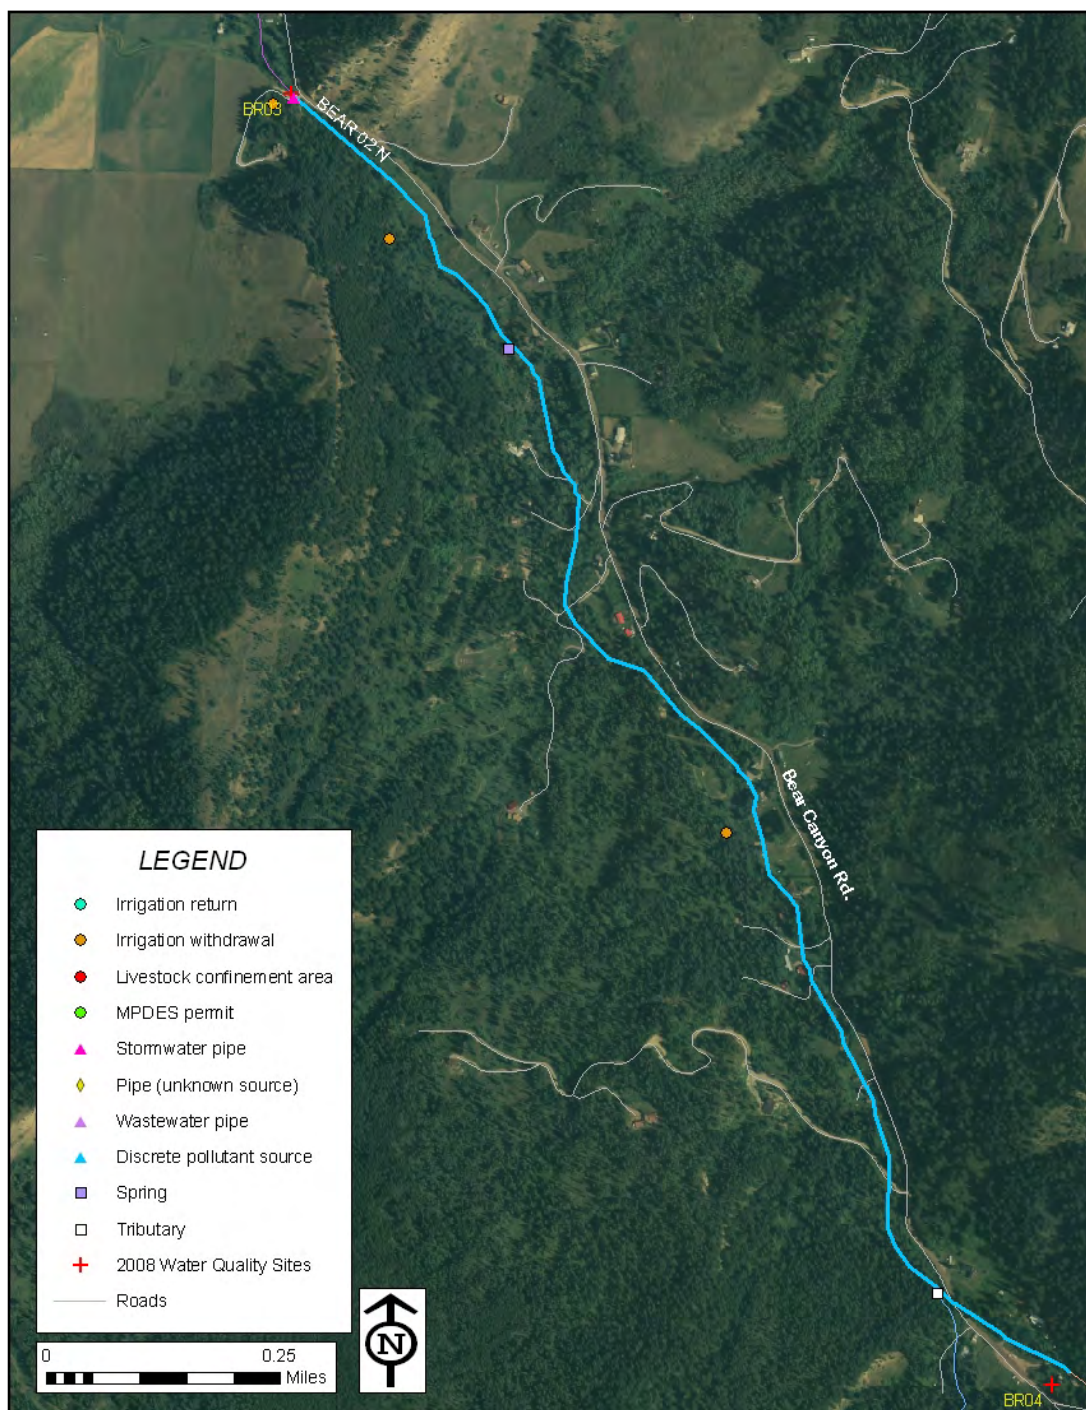 BR03
BEAR 02 N
Bear Canyon Rd.
LEGEND
Irrigation return
Irrigation withdrawal
Livestock confinement area
MPDES permit
Stormwater pipe
Pipe (unknown source)
Wastewater pipe
Discrete pollutant source
Spring
Tributary
2008 Water Quality Sites
Roads
0 0.25
Miles
N
BR04